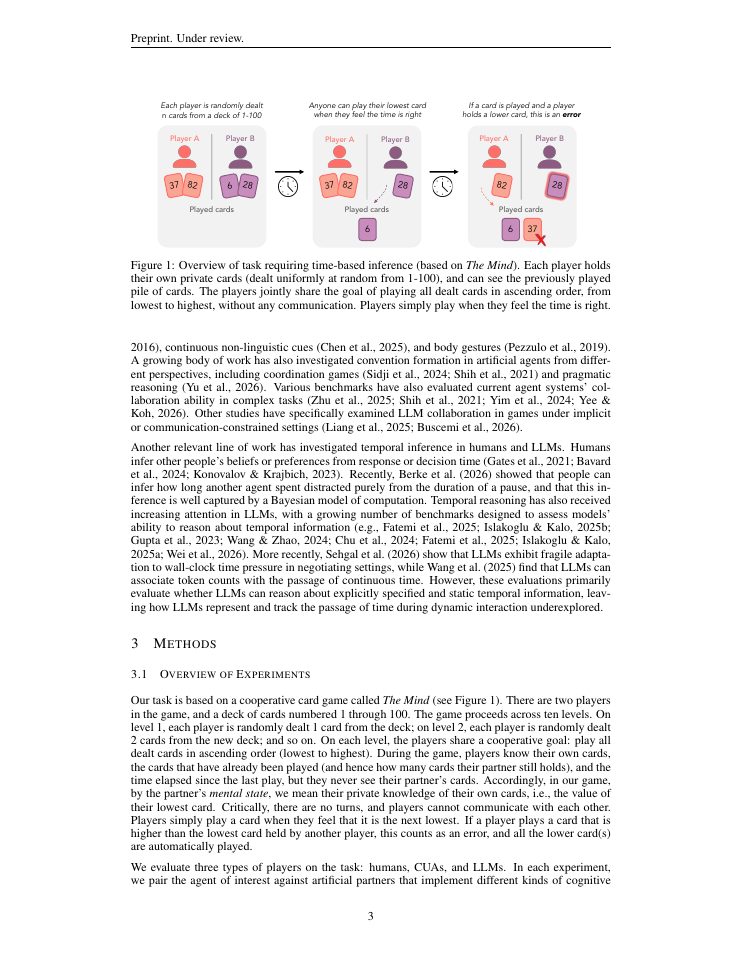 Preprint. Under review.
Each player is randomly dealt
n cards from a deck of 1-100
Anyone can play their lowest card
when they feel the time is right
If a card is played and a player
holds a lower card, this is an error
Player A
Player B
37
82
6
28
Played cards
Player A
Player B
37
82
28
Played cards
6
Player A
Player B
82
28
Played cards
6
37
Figure 1: Overview of task requiring time-based inference (based on The Mind). Each player holds
their own private cards (dealt uniformly at random from 1-100), and can see the previously played
pile of cards. The players jointly share the goal of playing all dealt cards in ascending order, from
lowest to highest, without any communication. Players simply play when they feel the time is right.
2016), continuous non-linguistic cues (Chen et al., 2025), and body gestures (Pezzulo et al., 2019).
A growing body of work has also investigated convention formation in artificial agents from differ-
ent perspectives, including coordination games (Sidji et al., 2024; Shih et al., 2021) and pragmatic
reasoning (Yu et al., 2026). Various benchmarks have also evaluated current agent systems' col-
laboration ability in complex tasks (Zhu et al., 2025; Shih et al., 2021; Yim et al., 2024; Yee &
Koh, 2026). Other studies have specifically examined LLM collaboration in games under implicit
or communication-constrained settings (Liang et al., 2025; Buscemi et al., 2026).
Another relevant line of work has investigated temporal inference in humans and LLMs. Humans
infer other people's beliefs or preferences from response or decision time (Gates et al., 2021; Bavard
et al., 2024; Konovalov & Krajbich, 2023). Recently, Berke et al. (2026) showed that people can
infer how long another agent spent distracted purely from the duration of a pause, and that this in-
ference is well captured by a Bayesian model of computation. Temporal reasoning has also received
increasing attention in LLMs, with a growing number of benchmarks designed to assess models'
ability to reason about temporal information (e.g., Fatemi et al., 2025; Islakoglu & Kalo, 2025b;
Gupta et al., 2023; Wang & Zhao, 2024; Chu et al., 2024; Fatemi et al., 2025; Islakoglu & Kalo,
2025a; Wei et al., 2026). More recently, Sehgal et al. (2026) show that LLMs exhibit fragile adapta-
tion to wall-clock time pressure in negotiating settings, while Wang et al. (2025) find that LLMs can
associate token counts with the passage of continuous time. However, these evaluations primarily
evaluate whether LLMs can reason about explicitly specified and static temporal information, leav-
ing how LLMs represent and track the passage of time during dynamic interaction underexplored.
3 METHODS
3.1 OVERVIEW OF EXPERIMENTS
Our task is based on a cooperative card game called The Mind (see Figure 1). There are two players
in the game, and a deck of cards numbered 1 through 100. The game proceeds across ten levels. On
level 1, each player is randomly dealt 1 card from the deck; on level 2, each player is randomly dealt
2 cards from the new deck; and so on. On each level, the players share a cooperative goal: play all
dealt cards in ascending order (lowest to highest). During the game, players know their own cards,
the cards that have already been played (and hence how many cards their partner still holds), and the
time elapsed since the last play, but they never see their partner's cards. Accordingly, in our game,
by the partner's mental state, we mean their private knowledge of their own cards, i.e., the value of
their lowest card. Critically, there are no turns, and players cannot communicate with each other.
Players simply play a card when they feel that it is the next lowest. If a player plays a card that is
higher than the lowest card held by another player, this counts as an error, and all the lower card(s)
are automatically played.
We evaluate three types of players on the task: humans, CUAs, and LLMs. In each experiment,
we pair the agent of interest against artificial partners that implement different kinds of cognitive
3